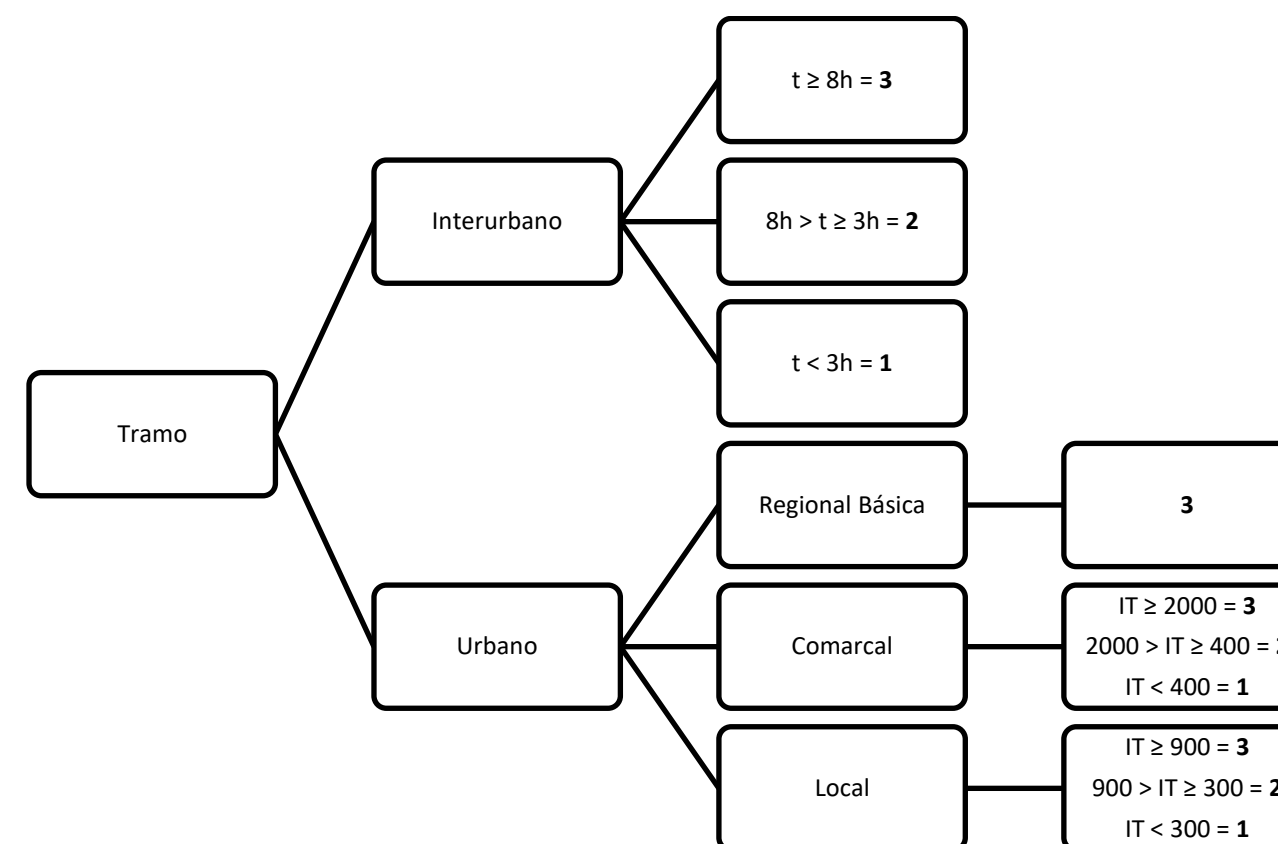 t ≥ 8h = 3
Interurbano
8h > t ≥ 3h = 2
t < 3h = 1
Tramo
Regional Básica
3
Urbano
Comarcal
IT ≥ 2000 = 3
2000 > IT ≥ 400 =
IT < 400 = 1
Local
IT ≥ 900 = 3
900 > IT ≥ 300 = 2
IT < 300 = 1